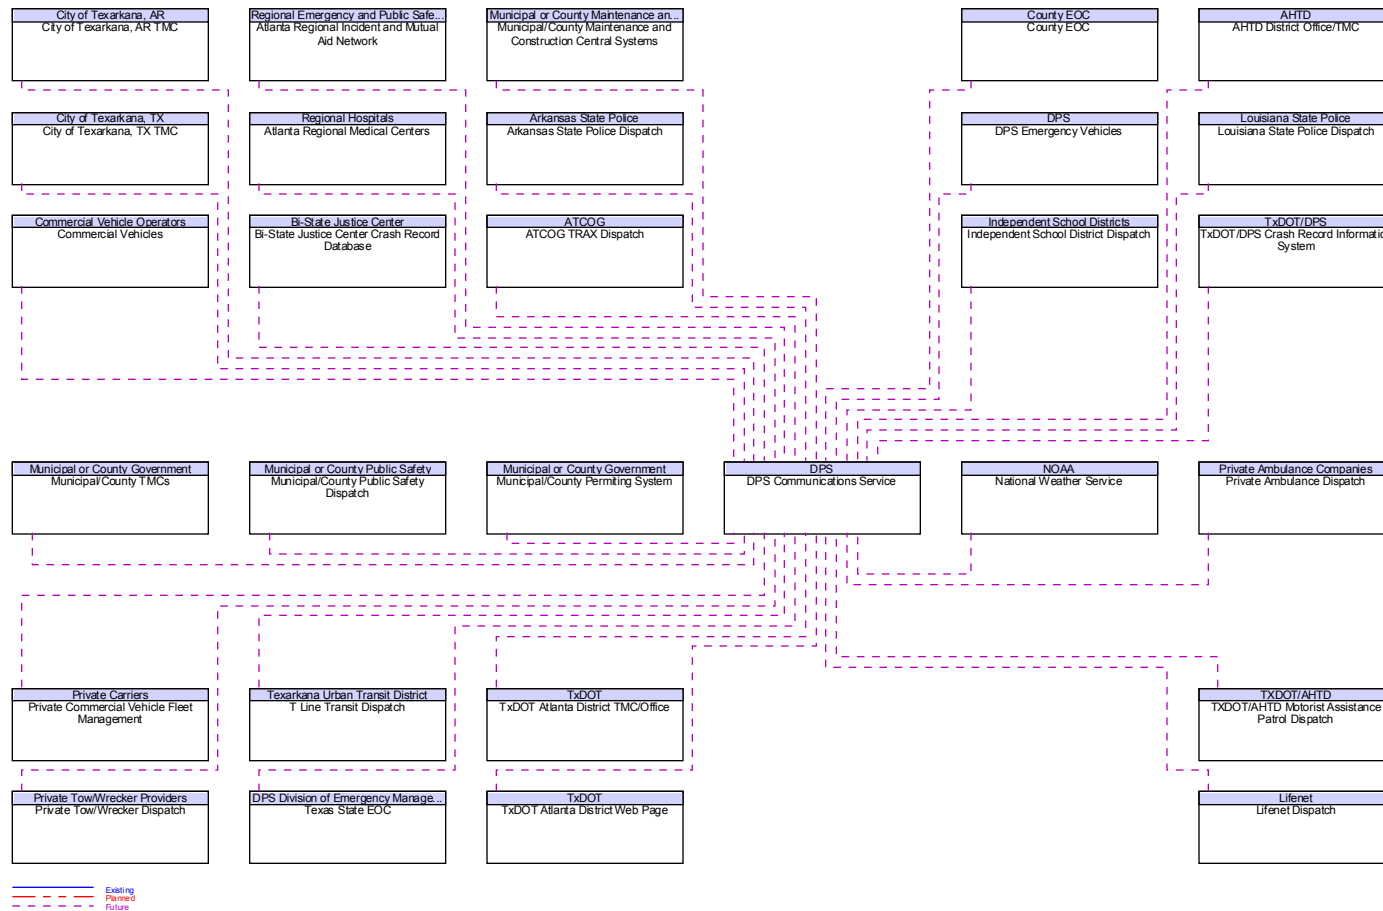 City of Texarkana, AR
City of Texarkana, AR TMC
Regional Emergency and Public Safe...
Atlanta Regional Incident and Mutual
Aid Network
Municipal or County Maintenance an...
Municipal/County Maintenance and
Construction Central Systems
County EOC
County EOC
AHTD
AHTD District Office/TMC
City of Texarkana, TX
City of Texarkana, TX TMC
Regional Hospitals
Atlanta Regional Medical Centers
Arkansas State Police
Arkansas State Police Dispatch
DPS
DPS Emergency Vehicles
Louisiana State Police
Louisiana State Police Dispatch
Commercial Vehicle Operators
Commercial Vehicles
Bi-State Justice Center
Bi-State Justice Center Crash Record
Database
ATCOG
ATCOG TRAX Dispatch
Independent School Districts
Independent School District Dispatch
TxDOT/DPS
TxDOT/DPS Crash Record Informatic
System
Municipal or County Government
Municipal/County TMCs
Municipal or County Public Safety
Municipal/County Public Safety
Dispatch
Municipal or County Government
Municipal/County Permiting System
DPS
DPS Communications Service
NOAA
National Weather Service
Private Ambulance Companies
Private Ambulance Dispatch
Private Carriers
Private Commercial Vehicle Fleet
Management
Texarkana Urban Transit District
T Line Transit Dispatch
TxDOT
TxDOT Atlanta District TMC/Office
TXDOT/AHTD
TXDOT/AHTD Motorist Assistance
Patrol Dispatch
Private Tow/Wrecker Providers
Private Tow/Wrecker Dispatch
DPS Division of Emergency Manage...
Texas State EOC
TxDOT
TxDOT Atlanta District Web Page
Lifenet
Lifenet Dispatch
Existing
Planned
Future